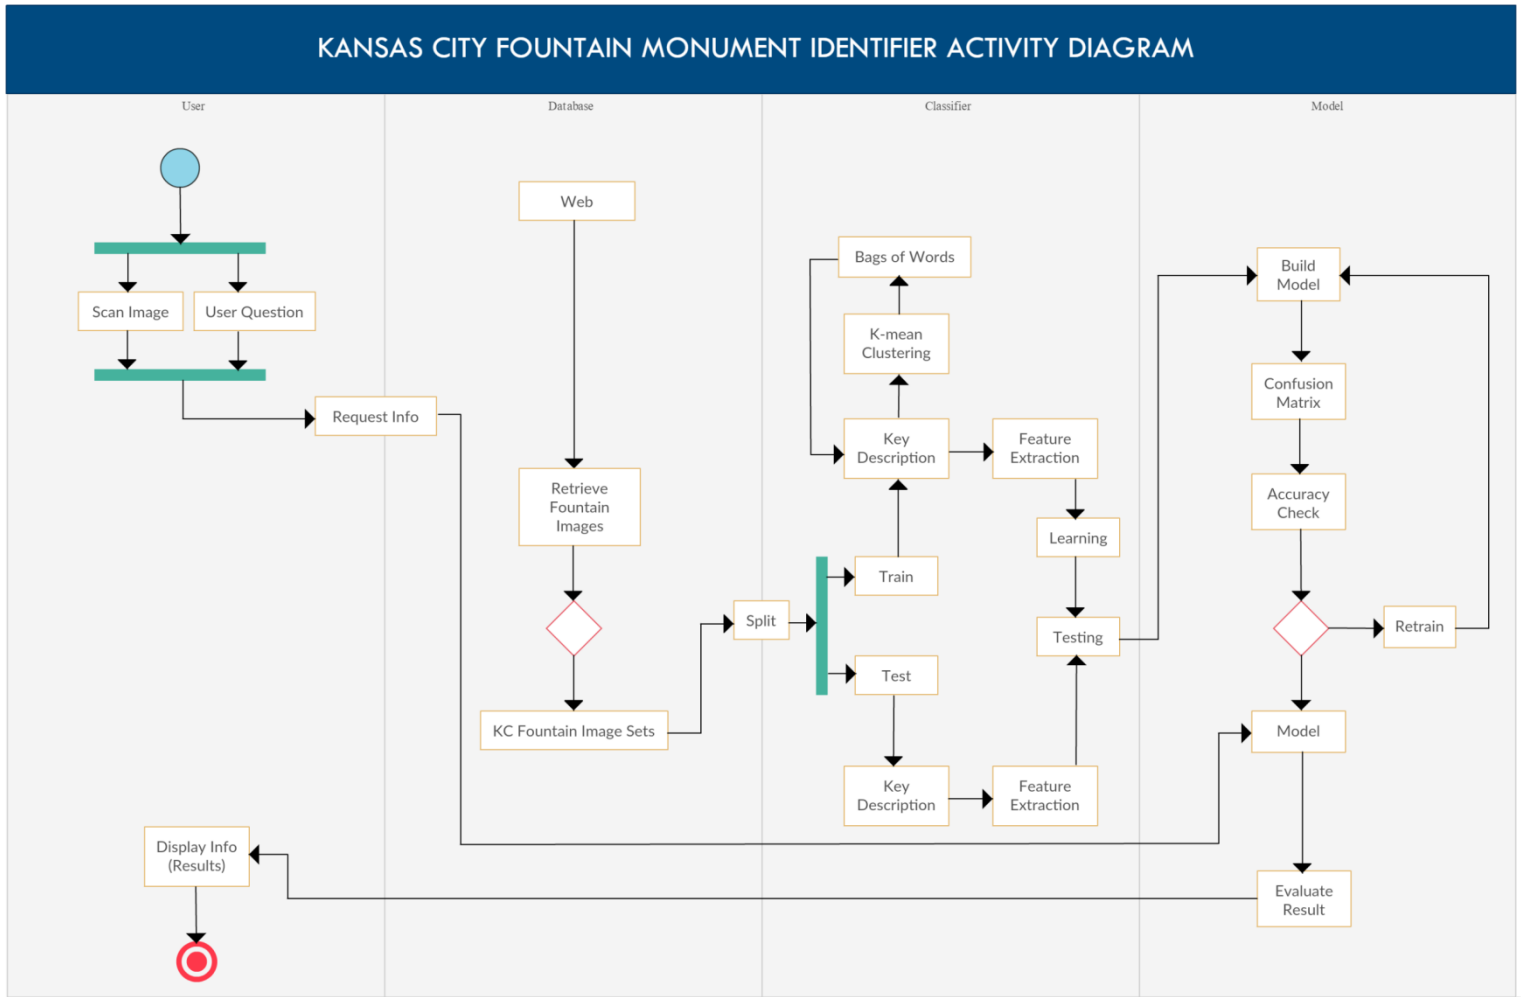 KANSAS CITY FOUNTAIN MONUMENT IDENTIFIER ACTIVITY DIAGRAM
User
Database
Classifier
Model
Scan Image
User Question
Request Info
Display Info
(Results)
Web
Retrieve
Fountain
Images
KC Fountain Image Sets
Split
Bags of Words
K-mean
Clustering
Key
Description
Feature
Extraction
Learning
Train
Testing
Test
Key
Description
Feature
Extraction
Build
Model
Confusion
Matrix
Accuracy
Check
Retrain
Model
Evaluate
Result